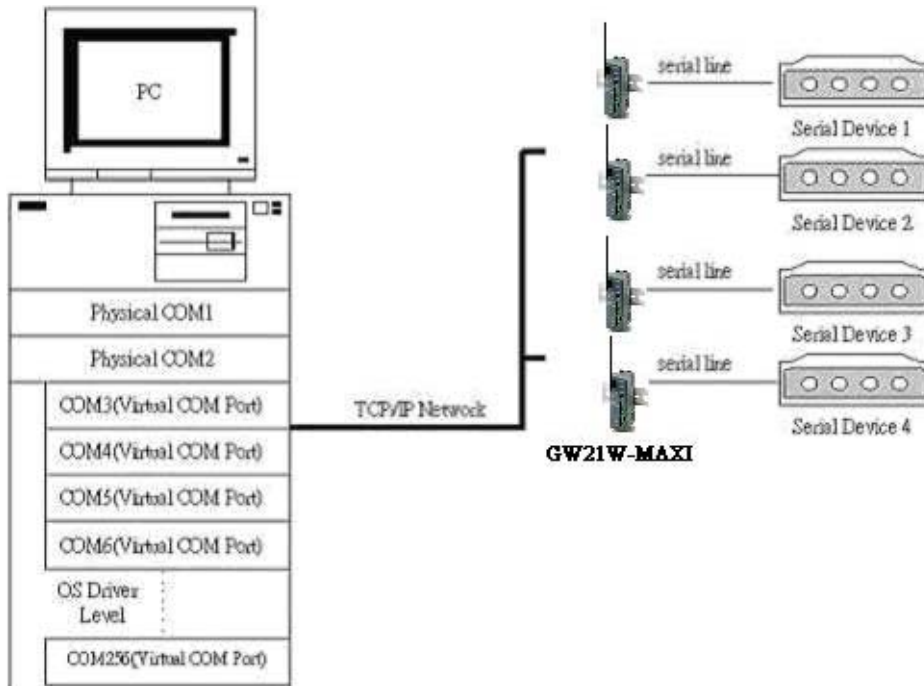 PC
Physical COM1
Physical COM2
COM3(Virtual COM Port)
COM4(Virtual COM Port)
COM5(Virtual COM Port)
COM6(Virtual COM Port)
OS Driver
Level
COM256(Virtual COM Port)
TCP/IP Network
serial line
Serial Device 1
serial line
Serial Device 2
serial line
Serial Device 3
serial line
Serial Device 4
GW21W-MAXI